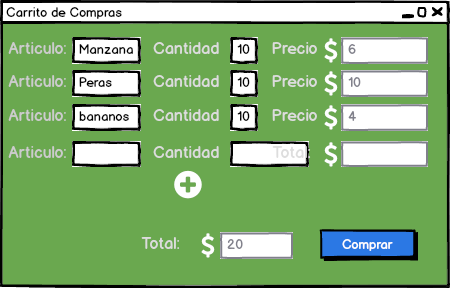 Carrito de Compras
Articulo: Manzana Cantidad 10 Precio $ 6
Articulo: Peras Cantidad 10 Precio $ 10
Articulo: bananos Cantidad 10 Precio $ 4
Articulo: Cantidad Total: $
Total: $ 20 Comprar